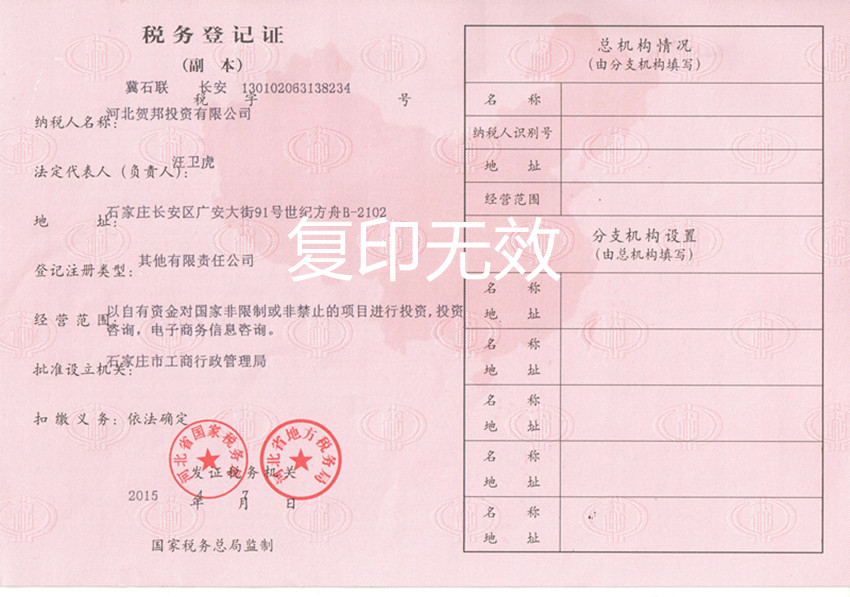 税务登记证
(副 本)
冀石联 长安 130102063138234
税 字 号
纳税人名称: 河北贺邦投资有限公司
法定代表人(负责人): 汪卫虎
地 址: 石家庄长安区广安大街91号世纪方舟B-2102
登记注册类型: 其他有限责任公司
经营范围: 以自有资金对国家非限制或非禁止的项目进行投资,投资
咨询,电子商务信息咨询。
批准设立机关: 石家庄市工商行政管理局
扣缴义务: 依法确定
河北省国家税务局
河北省地方税务局
发证税务机关
2015年 4月 7日
国家税务总局监制
复印无效
总机构情况
(由分支机构填写)
名 称
纳税人识别号
地 址
经营范围
分支机构设置
(由总机构填写)
名 称
地 址
名 称
地 址
名 称
地 址
名 称
地 址
名 称
地 址